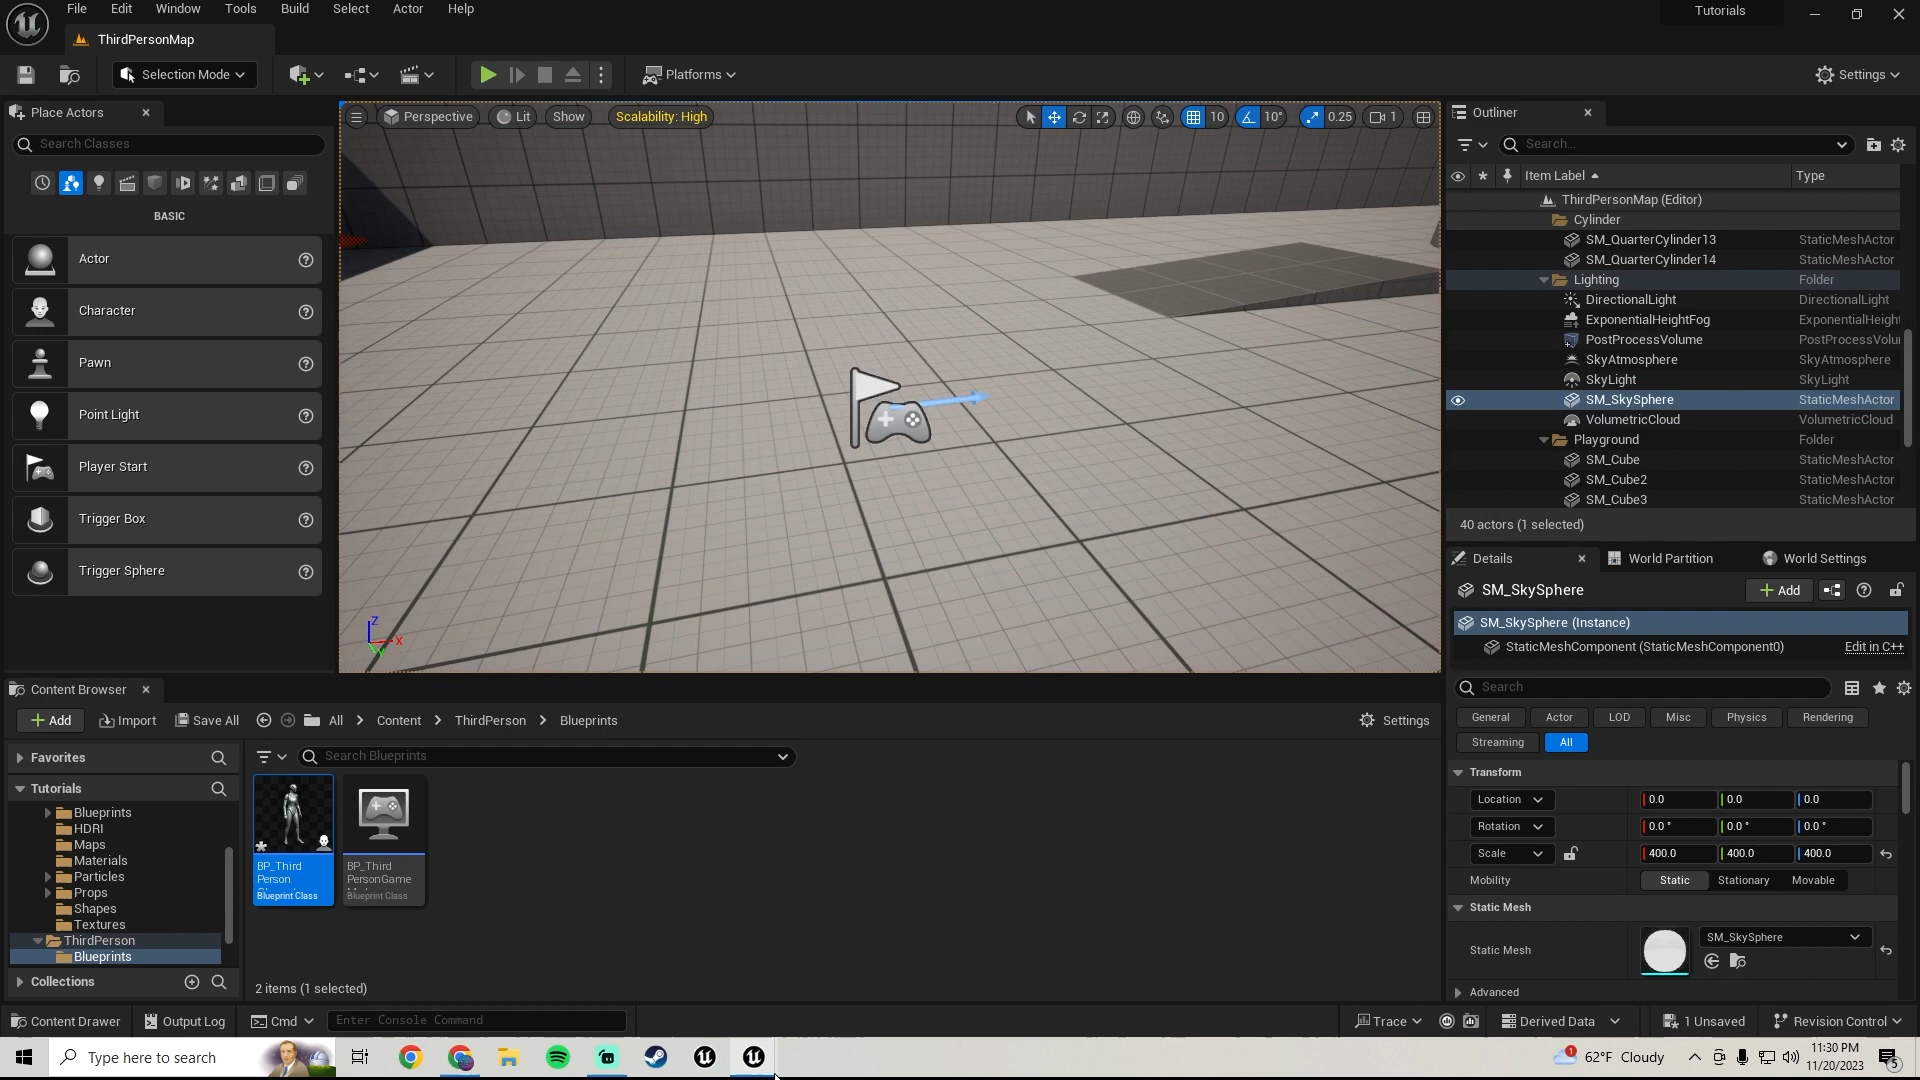 File Edit Window Tools Build Select Actor Help
Tutorials
ThirdPersonMap
Selection Mode
Platforms
Settings
Place Actors
Search Classes
BASIC
Actor
Character
Pawn
Point Light
Player Start
Trigger Box
Trigger Sphere
Perspective Lit Show Scalability: High
10 10° 0.25 1
Z
X
Y
Outliner
Search...
Item Label Type
ThirdPersonMap (Editor)
Cylinder
SM_QuarterCylinder13 StaticMeshActor
SM_QuarterCylinder14 StaticMeshActor
Lighting Folder
DirectionalLight DirectionalLight
ExponentialHeightFog ExponentialHeight
PostProcessVolume PostProcessVolu
SkyAtmosphere SkyAtmosphere
SkyLight SkyLight
SM_SkySphere StaticMeshActor
VolumetricCloud VolumetricCloud
Playground Folder
SM_Cube StaticMeshActor
SM_Cube2 StaticMeshActor
SM_Cube3 StaticMeshActor
40 actors (1 selected)
Details World Partition World Settings
SM_SkySphere
Add
SM_SkySphere (Instance)
StaticMeshComponent (StaticMeshComponent0) Edit in C++
Search
General Actor LOD Misc Physics Rendering
Streaming All
Transform
Location 0.0 0.0 0.0
Rotation 0.0 ° 0.0 ° 0.0 °
Scale 400.0 400.0 400.0
Mobility Static Stationary Movable
Static Mesh
Static Mesh SM_SkySphere
Advanced
Content Browser
Add Import Save All All Content ThirdPerson Blueprints Settings
Favorites
Tutorials
Blueprints
HDRI
Maps
Materials
Particles
Props
Shapes
Textures
ThirdPerson
Blueprints
Collections
Search Blueprints
BP_Third
Person
Blueprint Class
BP_Third
PersonGame
Blueprint Class
2 items (1 selected)
Content Drawer Output Log Cmd Enter Console Command
Trace Derived Data 1 Unsaved Revision Control
Type here to search
1 62°F Cloudy
11:30 PM
11/20/2023
5